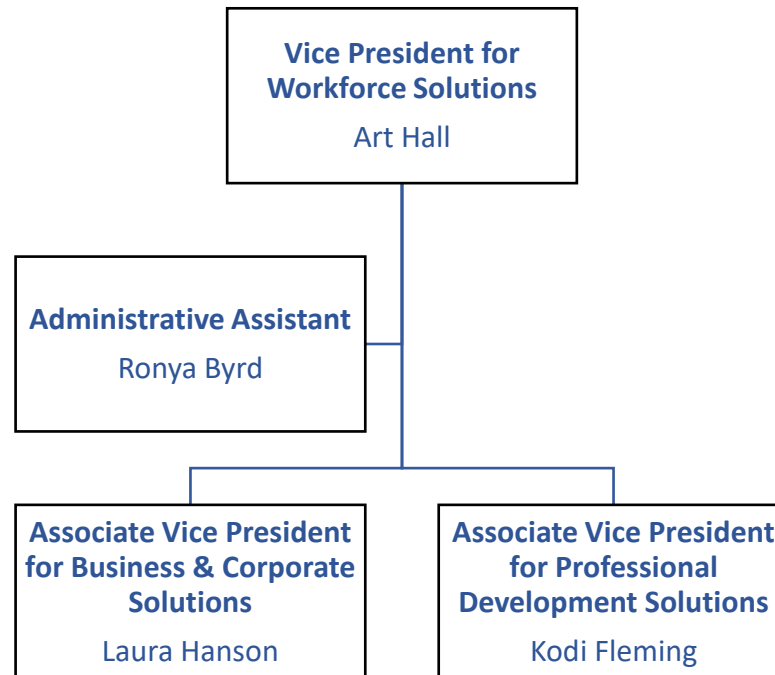 Vice President for
Workforce Solutions
Art Hall
Administrative Assistant
Ronya Byrd
Associate Vice President
for Business & Corporate
Solutions
Laura Hanson
Associate Vice President
for Professional
Development Solutions
Kodi Fleming